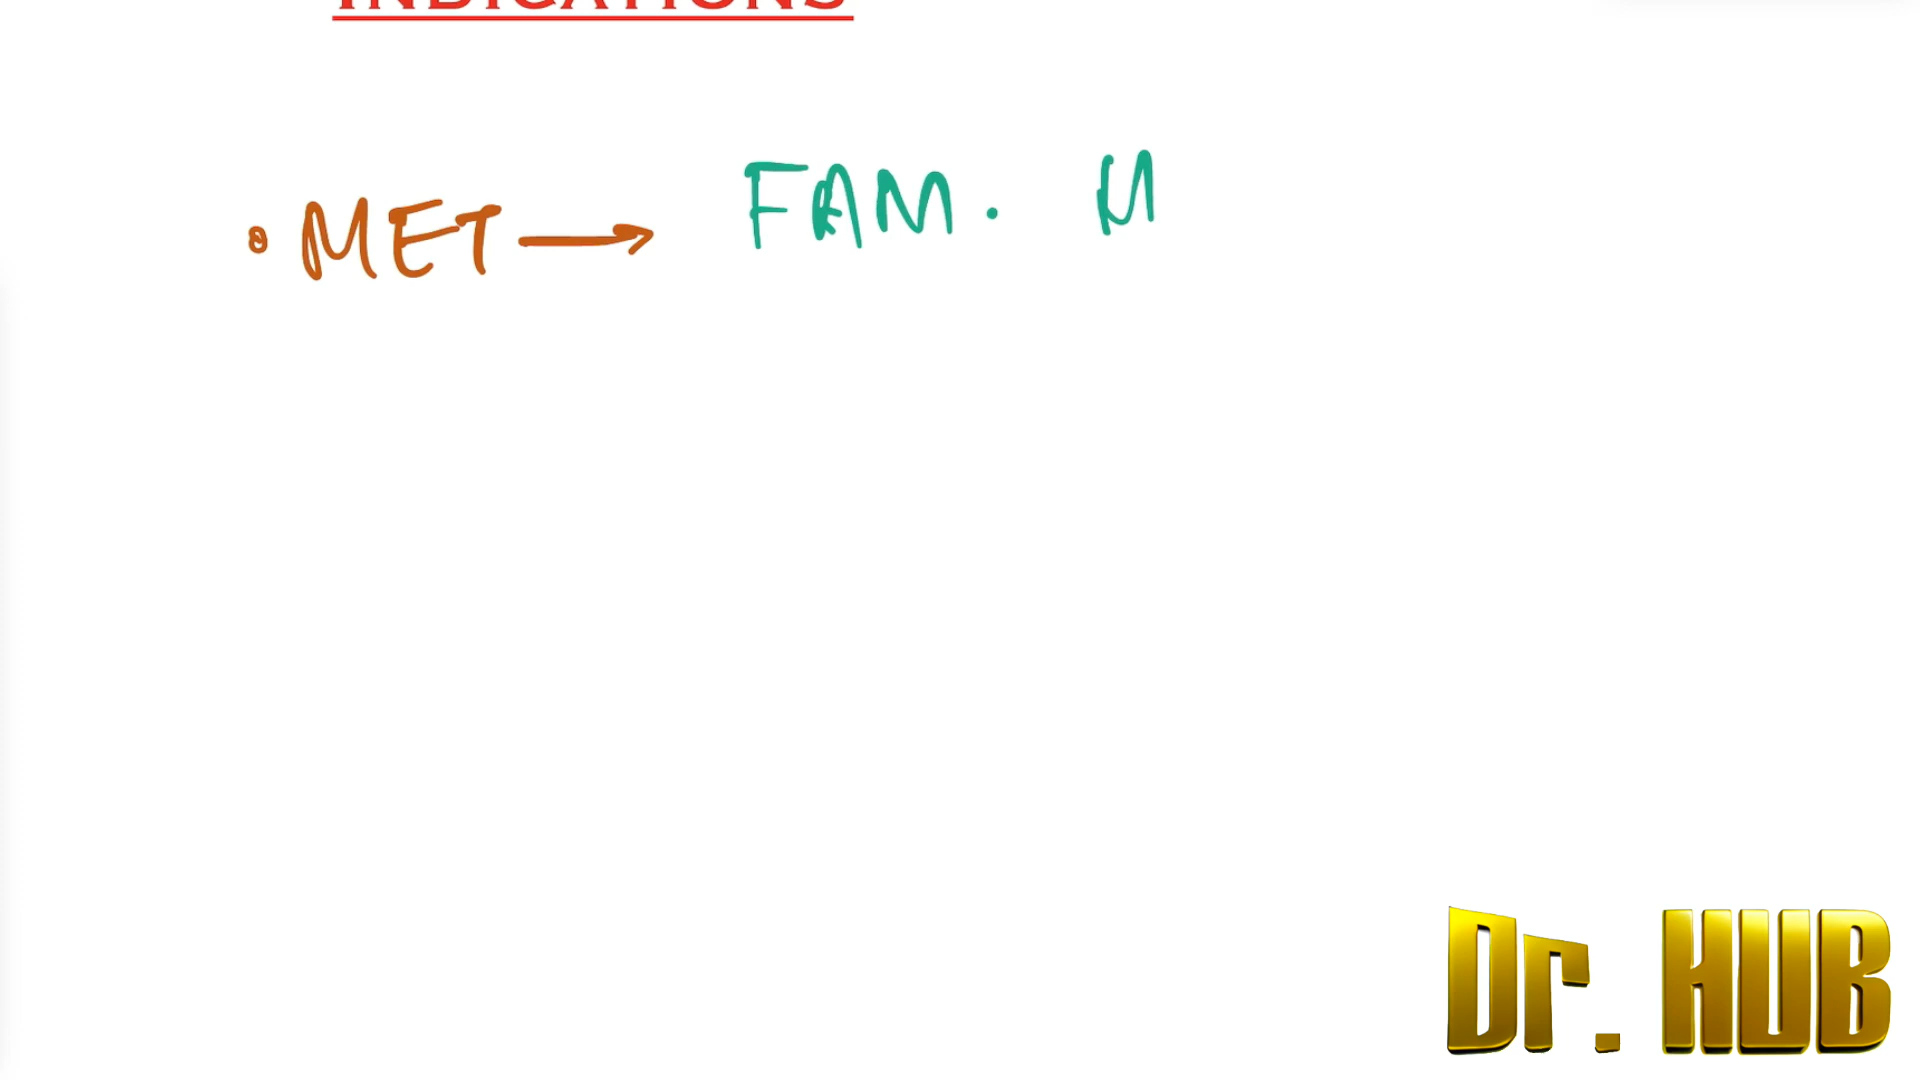 INDICATIONS
• MET → FAM. M
Dr. HUB